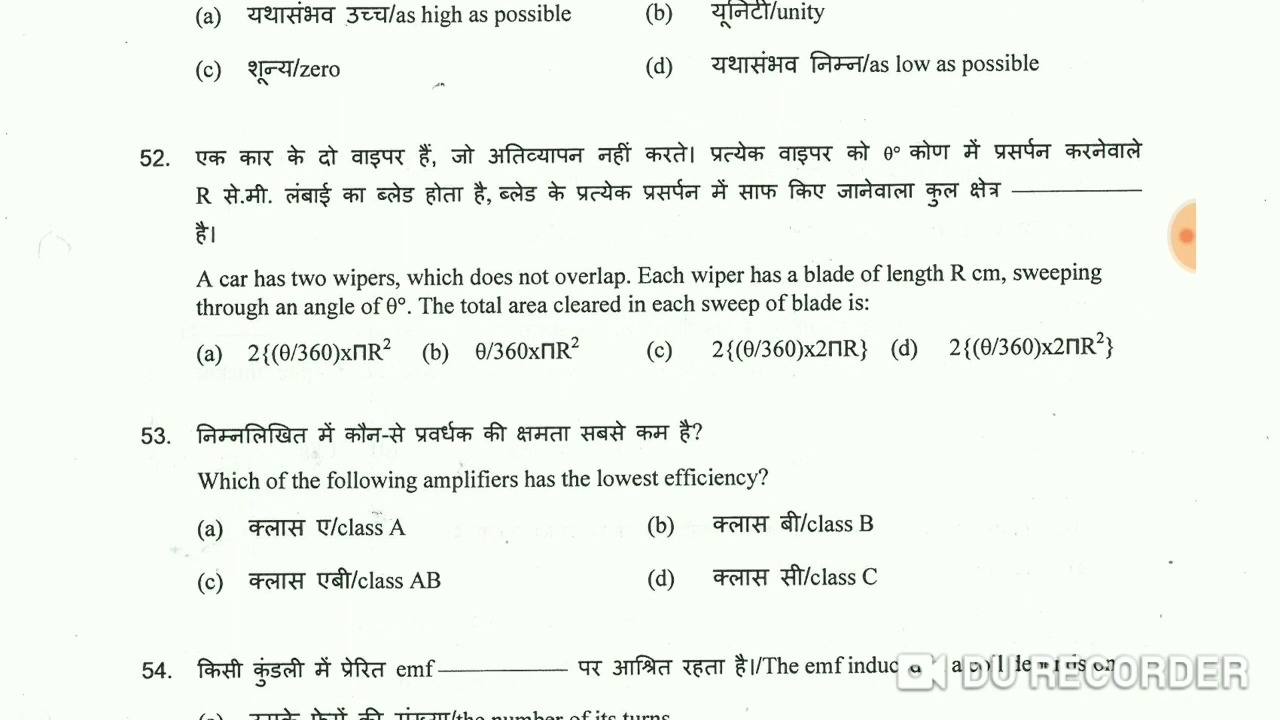 (a) यथासंभव उच्च/as high as possible (b) यूनिटी/unity
(c) शून्य/zero (d) यथासंभव निम्न/as low as possible
52. एक कार के दो वाइपर हैं, जो अतिव्यापन नहीं करते। प्रत्येक वाइपर को θ° कोण में प्रसर्पन करनेवाले
R से.मी. लंबाई का ब्लेड होता है, ब्लेड के प्रत्येक प्रसर्पन में साफ किए जानेवाला कुल क्षेत्र ————
है।
A car has two wipers, which does not overlap. Each wiper has a blade of length R cm, sweeping
through an angle of θ°. The total area cleared in each sweep of blade is:
(a) 2{(θ/360)xΠR² (b) θ/360xΠR² (c) 2{(θ/360)x2ΠR} (d) 2{(θ/360)x2ΠR²}
53. निम्नलिखित में कौन-से प्रवर्धक की क्षमता सबसे कम है?
Which of the following amplifiers has the lowest efficiency?
(a) क्लास ए/class A (b) क्लास बी/class B
(c) क्लास एबी/class AB (d) क्लास सी/class C
54. किसी कुंडली में प्रेरित emf ———— पर आश्रित रहता है।/The emf
DU RECORDER
the number of its turns